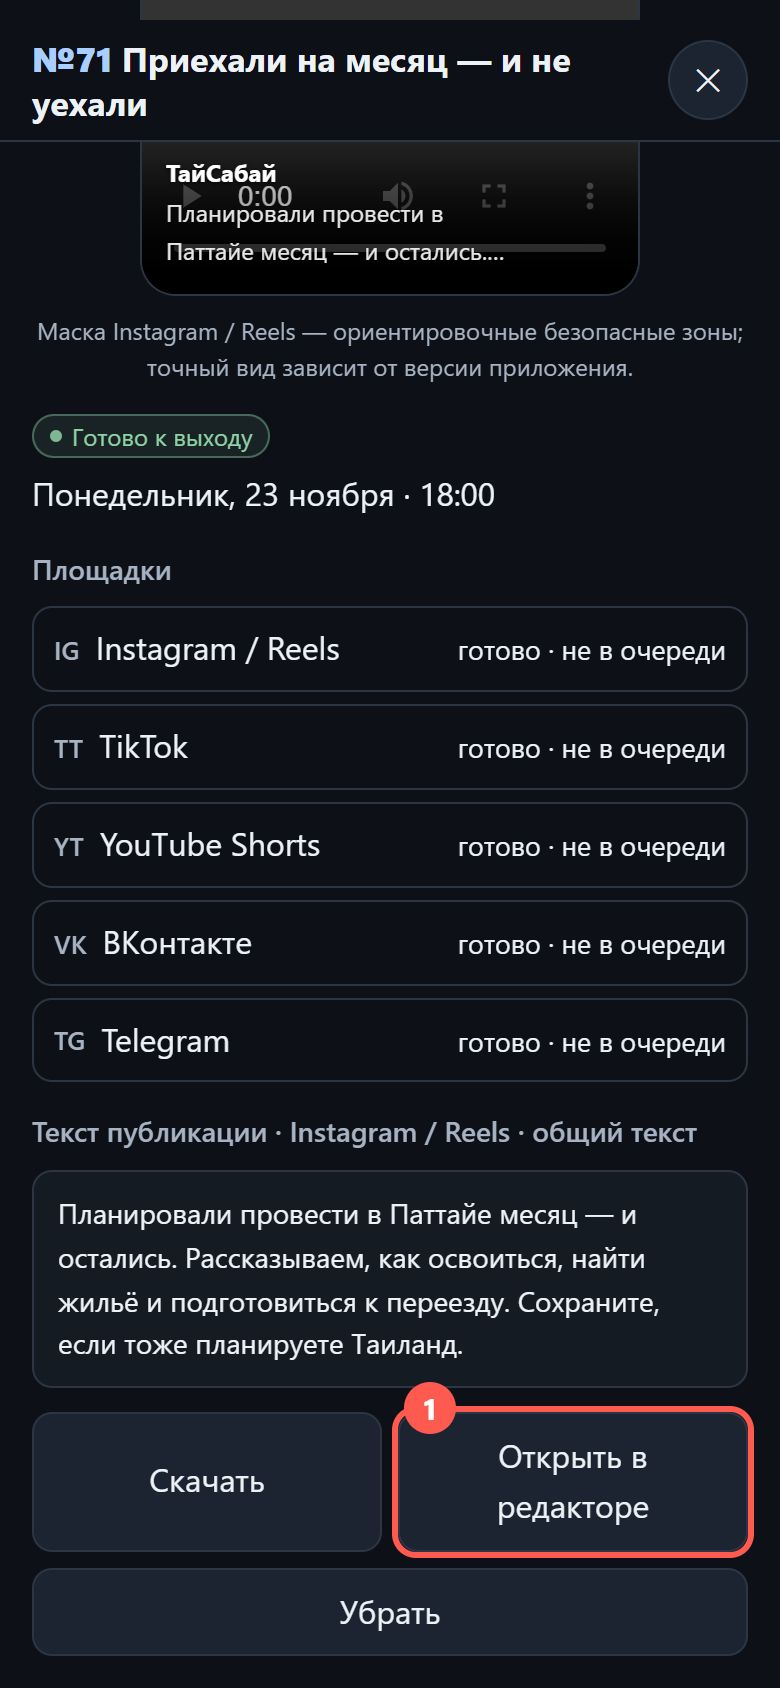 №71 Приехали на месяц — и не
уехали
ТайСабай
0:00
Планировали провести в
Паттайе месяц — и остались....
Маска Instagram / Reels — ориентировочные безопасные зоны;
точный вид зависит от версии приложения.
Готово к выходу
Понедельник, 23 ноября · 18:00
Площадки
IG Instagram / Reels готово · не в очереди
TT TikTok готово · не в очереди
YT YouTube Shorts готово · не в очереди
VK ВКонтакте готово · не в очереди
TG Telegram готово · не в очереди
Текст публикации · Instagram / Reels · общий текст
Планировали провести в Паттайе месяц — и
остались. Рассказываем, как освоиться, найти
жильё и подготовиться к переезду. Сохраните,
если тоже планируете Таиланд.
1
Скачать
Открыть в
редакторе
Убрать